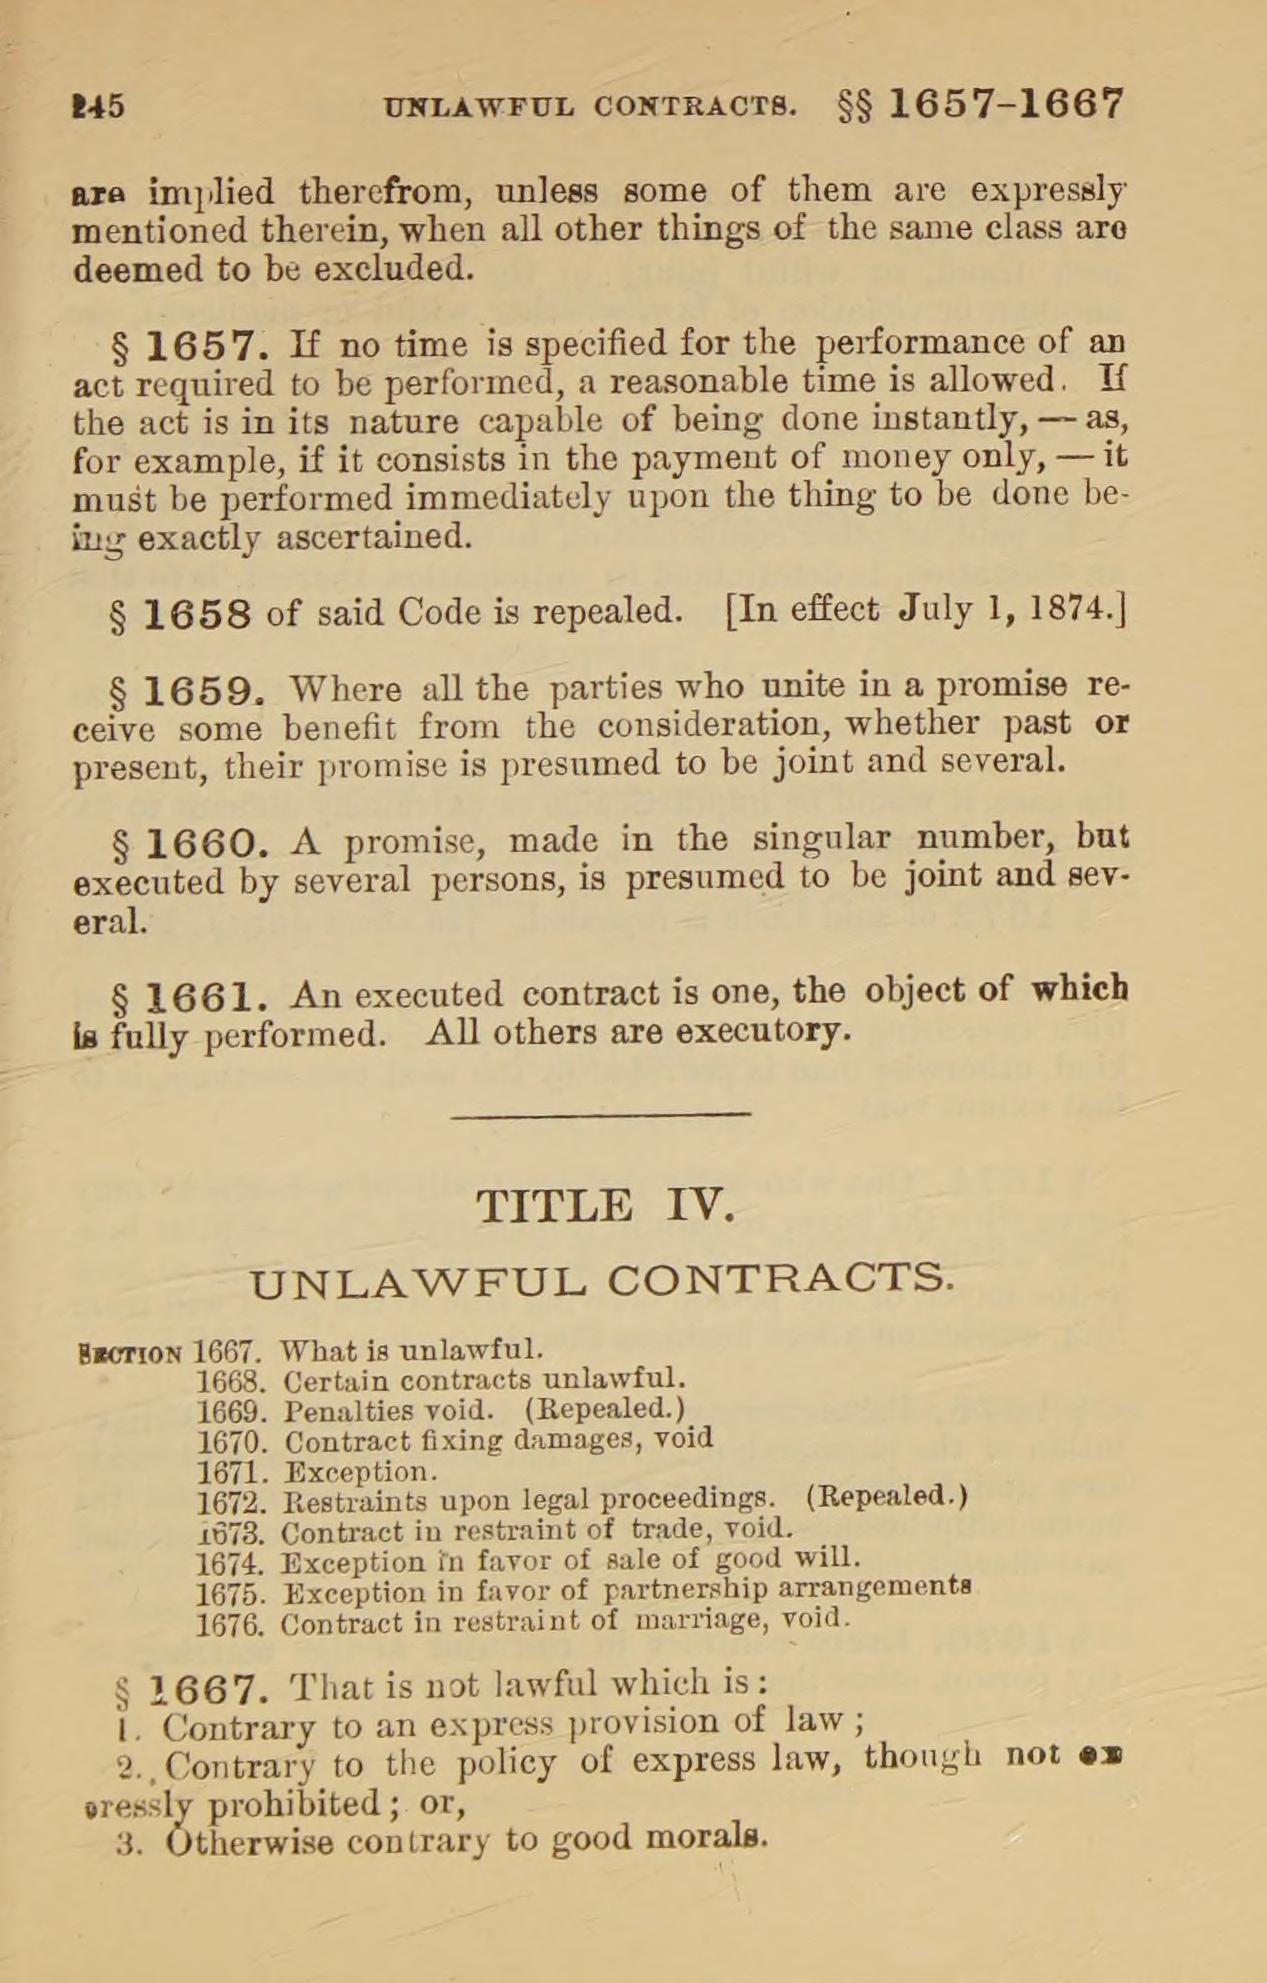 245 UNLAWFUL CONTRACTS. §§ 1657-1667
are implied therefrom, unless some of them are expressly
mentioned therein, when all other things of the same class are
deemed to be excluded.
§ 1657. If no time is specified for the performance of an
act required to be performed, a reasonable time is allowed. If
the act is in its nature capable of being done instantly, — as,
for example, if it consists in the payment of money only, — it
must be performed immediately upon the thing to be done be-
ing exactly ascertained.
§ 1658 of said Code is repealed. [In effect July 1, 1874.]
§ 1659. Where all the parties who unite in a promise re-
ceive some benefit from the consideration, whether past or
present, their promise is presumed to be joint and several.
§ 1660. A promise, made in the singular number, but
executed by several persons, is presumed to be joint and sev-
eral.
§ 1661. An executed contract is one, the object of which
is fully performed. All others are executory.
TITLE IV.
UNLAWFUL CONTRACTS.
SECTION 1667. What is unlawful.
1668. Certain contracts unlawful.
1669. Penalties void. (Repealed.)
1670. Contract fixing damages, void
1671. Exception.
1672. Restraints upon legal proceedings. (Repealed.)
1673. Contract in restraint of trade, void.
1674. Exception in favor of sale of good will.
1675. Exception in favor of partnership arrangements
1676. Contract in restraint of marriage, void.
§ 1667. That is not lawful which is:
1. Contrary to an express provision of law;
2. Contrary to the policy of express law, though not ex
pressly prohibited; or,
3. Otherwise contrary to good morals.